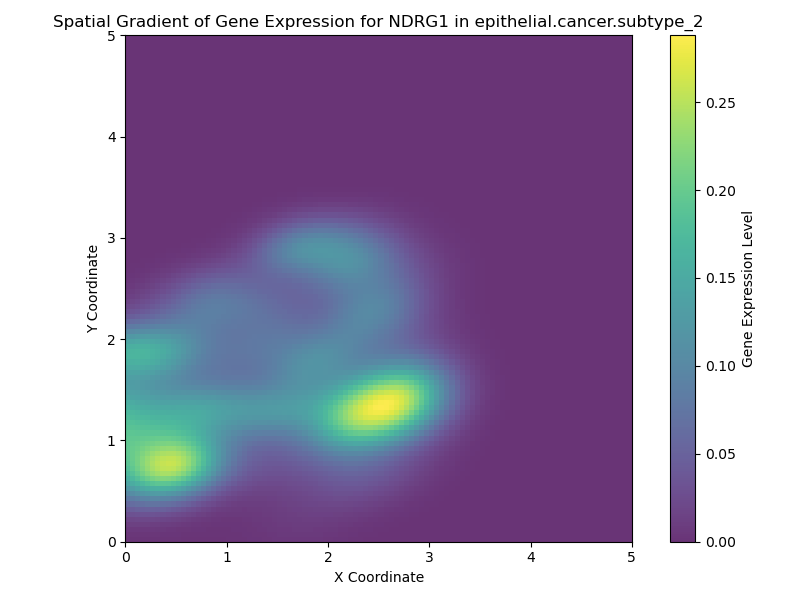 Spatial Gradient of Gene Expression for NDRG1 in epithelial.cancer.subtype_2
5
4
3
2
1
0
Y Coordinate
0 1 2 3 4 5
X Coordinate
0.25
0.20
0.15
0.10
0.05
0.00
Gene Expression Level